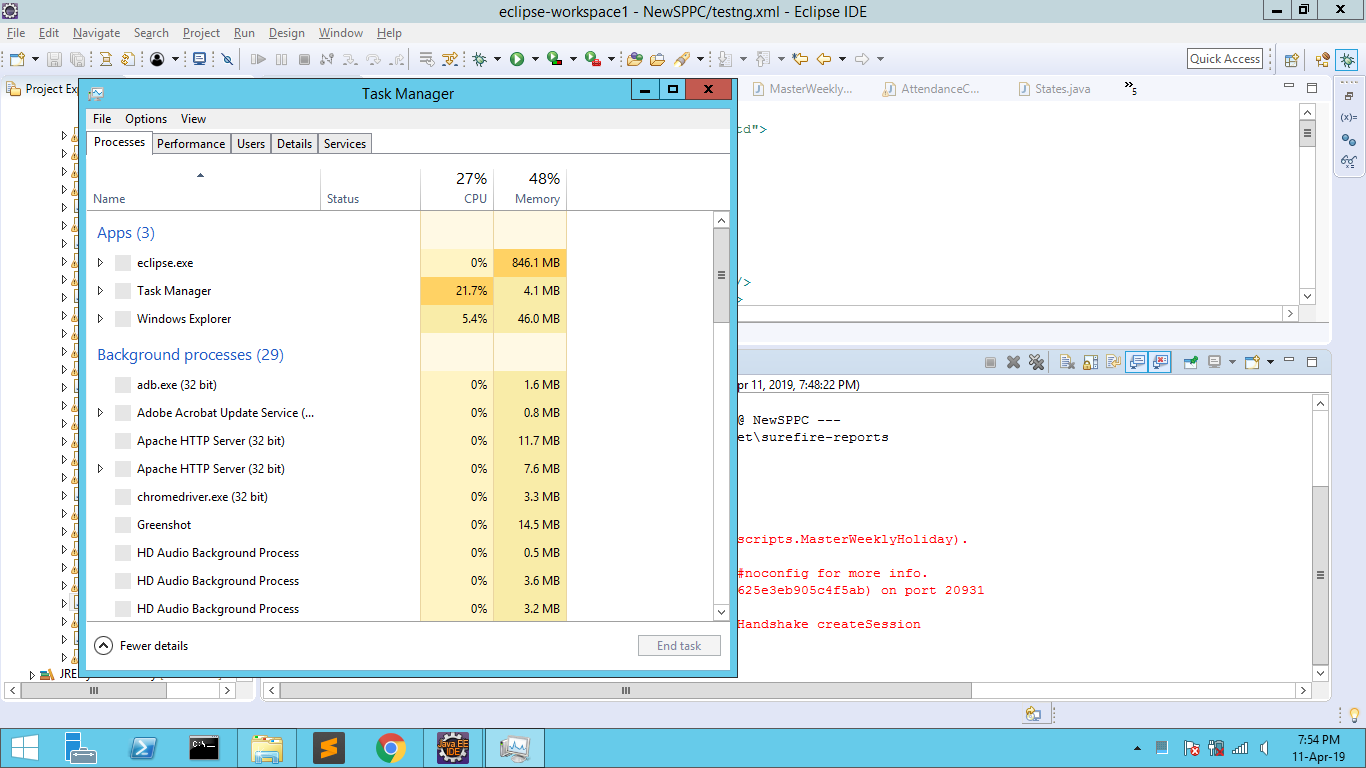 eclipse-workspace1 - NewSPPC/testng.xml - Eclipse IDE
File Edit Navigate Search Project Run Design Window Help
Quick Access
Project Ex
MasterWeekly... AttendanceC... States.java »5
Task Manager
File Options View
Processes Performance Users Details Services
27% 48%
Name Status CPU Memory
Apps (3)
eclipse.exe 0% 846.1 MB
Task Manager 21.7% 4.1 MB
Windows Explorer 5.4% 46.0 MB
Background processes (29)
adb.exe (32 bit) 0% 1.6 MB
Adobe Acrobat Update Service (... 0% 0.8 MB
Apache HTTP Server (32 bit) 0% 11.7 MB
Apache HTTP Server (32 bit) 0% 7.6 MB
chromedriver.exe (32 bit) 0% 3.3 MB
Greenshot 0% 14.5 MB
HD Audio Background Process 0% 0.5 MB
HD Audio Background Process 0% 3.6 MB
HD Audio Background Process 0% 3.2 MB
Fewer details End task
td">
/>
>
(x)=
pr 11, 2019, 7:48:22 PM)
@ NewSPPC ---
et\surefire-reports
scripts.MasterWeeklyHoliday).
#noconfig for more info.
625e3eb905c4f5ab) on port 20931
Handshake createSession
JRE
Java EE
IDE
7:54 PM
11-Apr-19